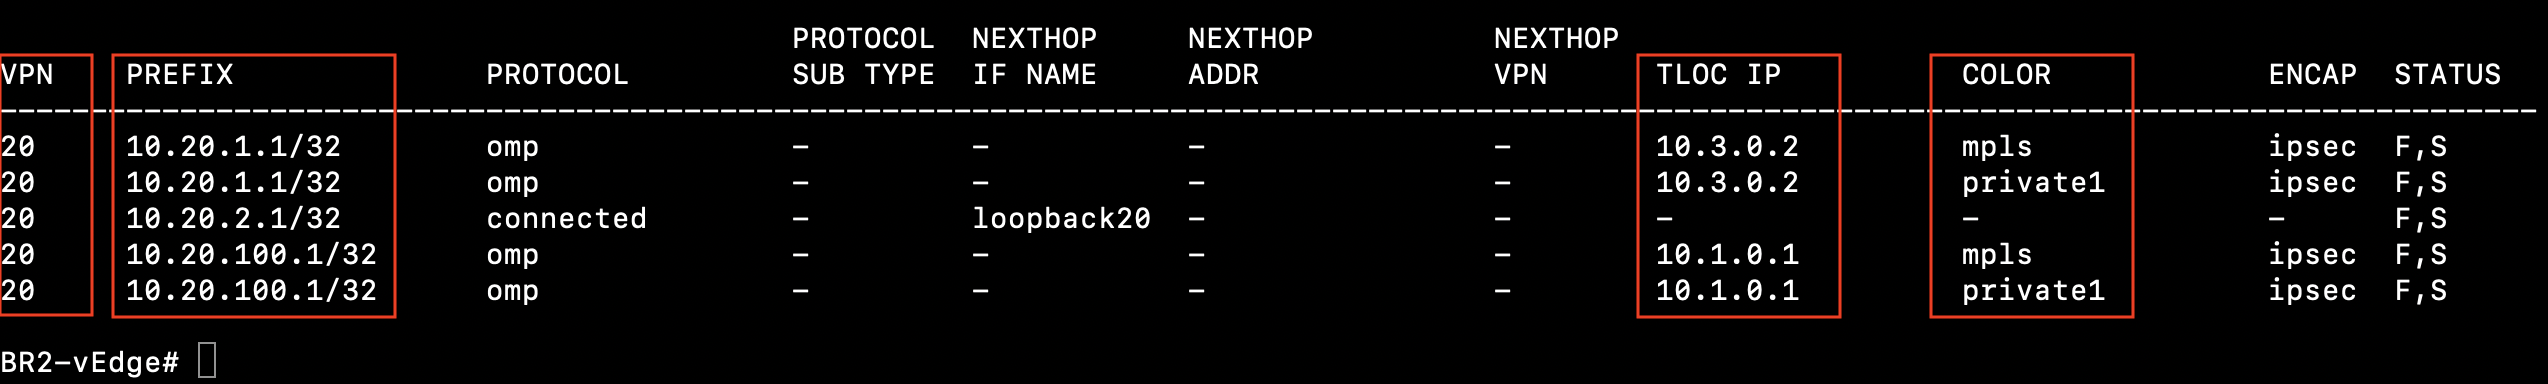 PROTOCOL NEXTHOP NEXTHOP NEXTHOP
VPN PREFIX PROTOCOL SUB TYPE IF NAME ADDR VPN TLOC IP COLOR ENCAP STATUS
---------------------------------------------------------------------------------------------------------------------------------------------
20 10.20.1.1/32 omp - - - - 10.3.0.2 mpls ipsec F,S
20 10.20.1.1/32 omp - - - - 10.3.0.2 private1 ipsec F,S
20 10.20.2.1/32 connected - loopback20 - - - - - F,S
20 10.20.100.1/32 omp - - - - 10.1.0.1 mpls ipsec F,S
20 10.20.100.1/32 omp - - - - 10.1.0.1 private1 ipsec F,S
BR2-vEdge#